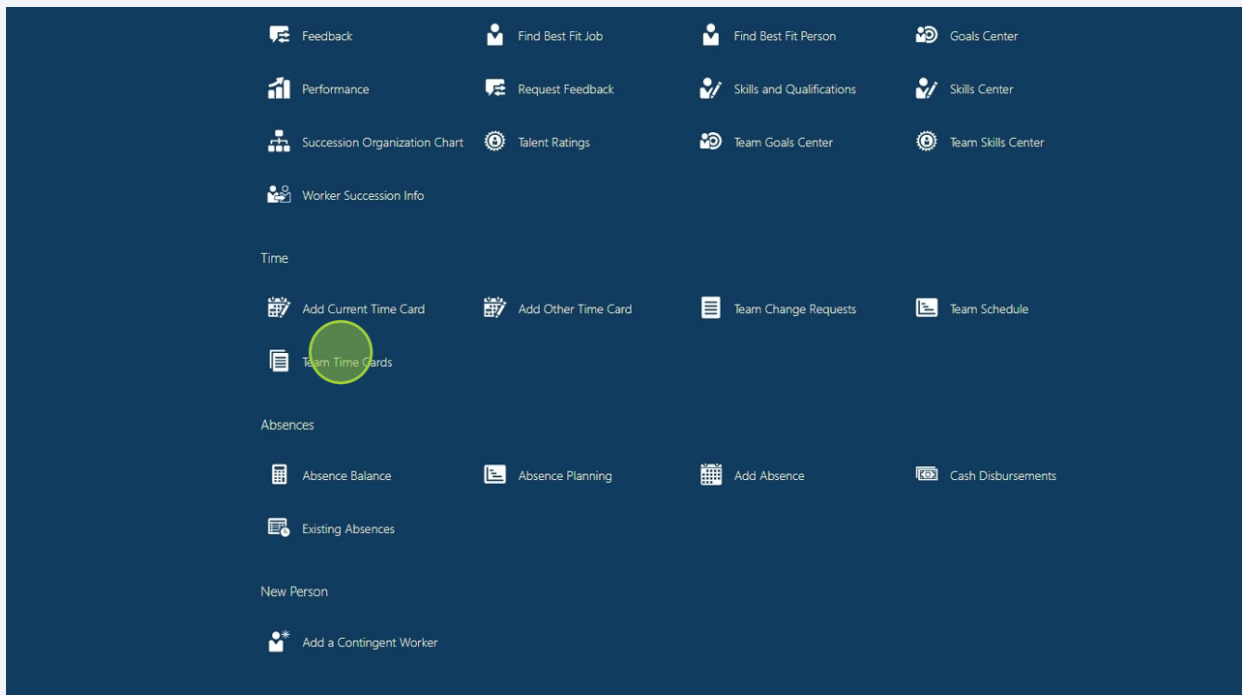 Feedback Find Best Fit Job Find Best Fit Person Goals Center
Performance Request Feedback Skills and Qualifications Skills Center
Succession Organization Chart Talent Ratings Team Goals Center Team Skills Center
Worker Succession Info
Time
Add Current Time Card Add Other Time Card Team Change Requests Team Schedule
Team Time Cards
Absences
Absence Balance Absence Planning Add Absence Cash Disbursements
Existing Absences
New Person
Add a Contingent Worker